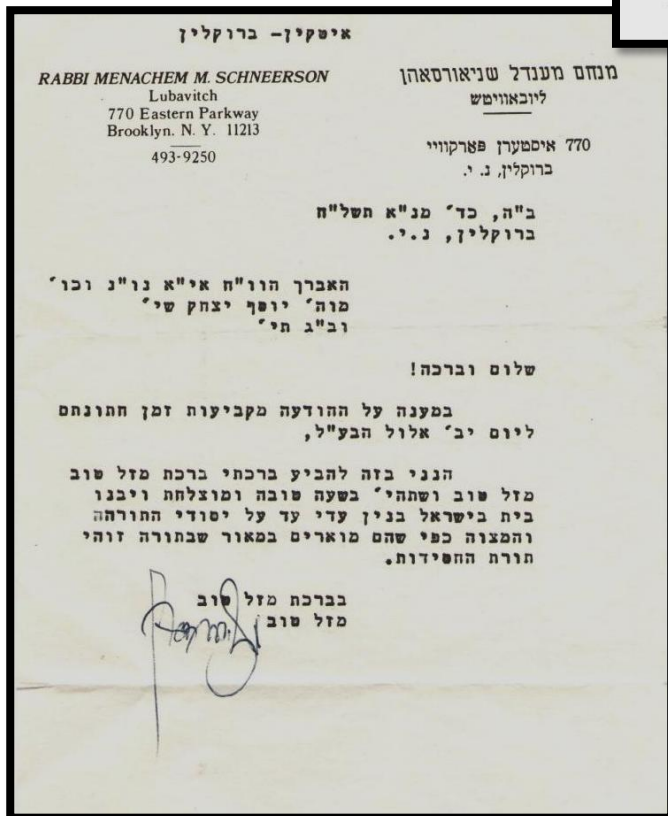 איטקין- ברוקלין
RABBI MENACHEM M. SCHNEERSON
Lubavitch
770 Eastern Parkway
Brooklyn. N. Y. 11213
493-9250
מנחם מענדל שניאורסאהן
ליובאוויטש
770 איסטערן פּארקוויי
ברוקלין, נ. י.
ב"ה, כד׳ מנ"א תשל"ח
ברוקלין, נ.י.
האברך הוו"ח אי"א נו"נ וכו׳
מוה׳ יוסף יצחק שי׳
וב"ג תי׳
שלום וברכה!
במענה על ההודעה מקביעות זמן חתונתם
ליום יב׳ אלול הבע"ל,
הנני בזה להביע ברכתי ברכת מזל טוב
מזל טוב ושתהי׳ בשעה טובה ומוצלחת ויבנו
בית בישראל בנין עדי עד על יסודי התורהה
והמצוה כפי שהם מוארים במאור שבתורה זוהי
תורת החסידות.
בברכת מזל טוב
מזל טוב